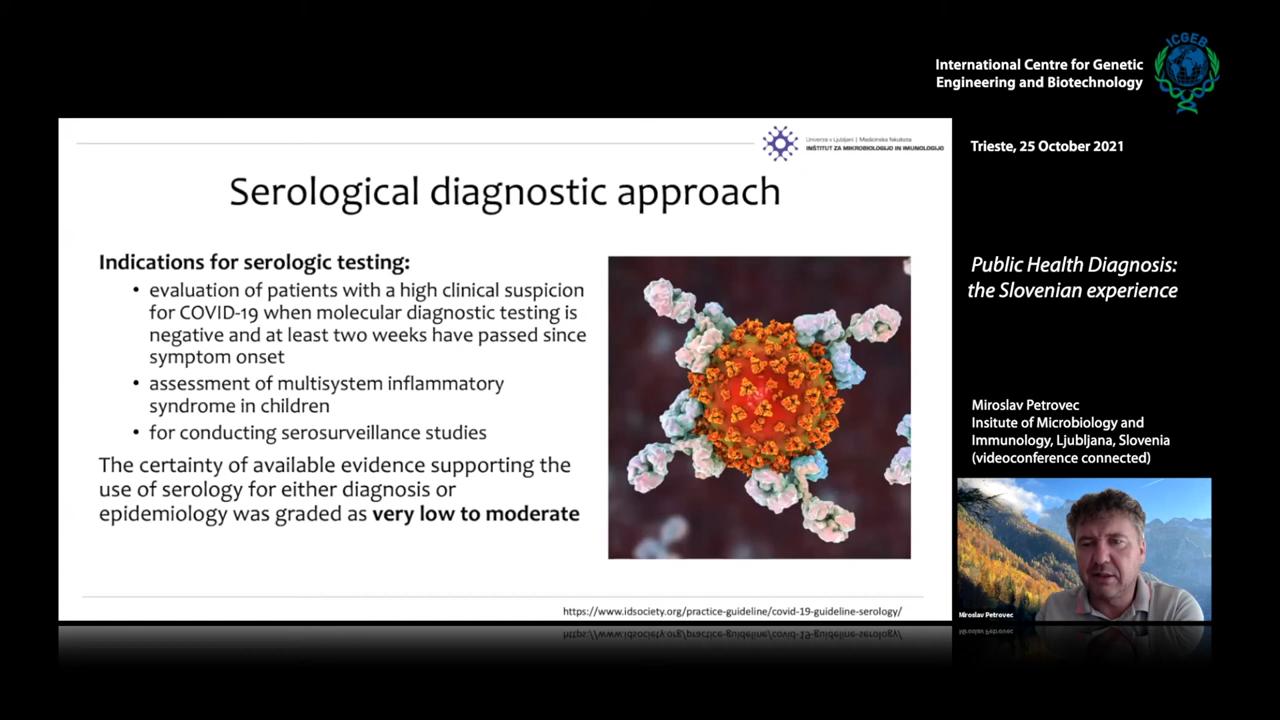 International Centre for Genetic
Engineering and Biotechnology
ICGEB
Trieste, 25 October 2021
Univerza v Ljubljani | Medicinska fakulteta
INŠTITUT ZA MIKROBIOLOGIJO IN IMUNOLOGIJO
Serological diagnostic approach
Indications for serologic testing:
• evaluation of patients with a high clinical suspicion
for COVID-19 when molecular diagnostic testing is
negative and at least two weeks have passed since
symptom onset
• assessment of multisystem inflammatory
syndrome in children
• for conducting serosurveillance studies
The certainty of available evidence supporting the
use of serology for either diagnosis or
epidemiology was graded as very low to moderate
https://www.idsociety.org/practice-guideline/covid-19-guideline-serology/
Public Health Diagnosis:
the Slovenian experience
Miroslav Petrovec
Insitute of Microbiology and
Immunology, Ljubljana, Slovenia
(videoconference connected)
Miroslav Petrovec